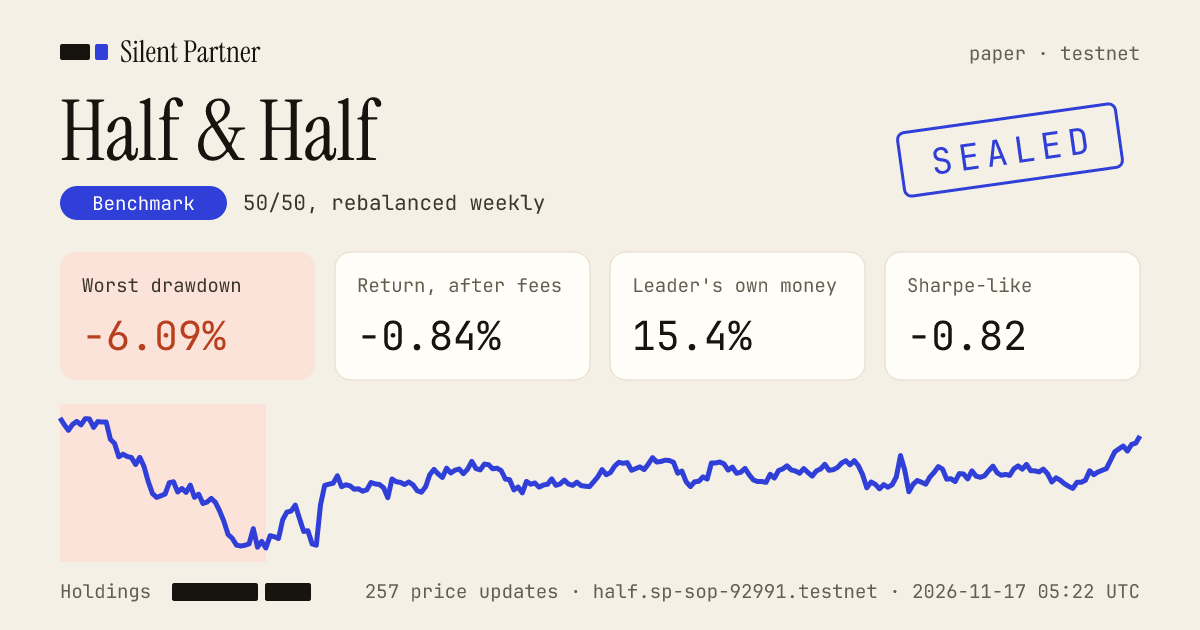 Silent Partner
paper · testnet
Half & Half
SEALED
Benchmark
50/50, rebalanced weekly
Worst drawdown
-6.09%
Return, after fees
-0.84%
Leader's own money
15.4%
Sharpe-like
-0.82
Holdings
257 price updates · half.sp-sop-92991.testnet · 2026-11-17 05:22 UTC